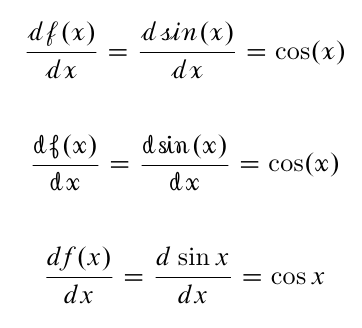 df(x)/dx = d sin(x)/dx = cos(x)
df(x)/dx = d sin(x)/dx = cos(x)
df(x)/dx = d sin x/dx = cos x